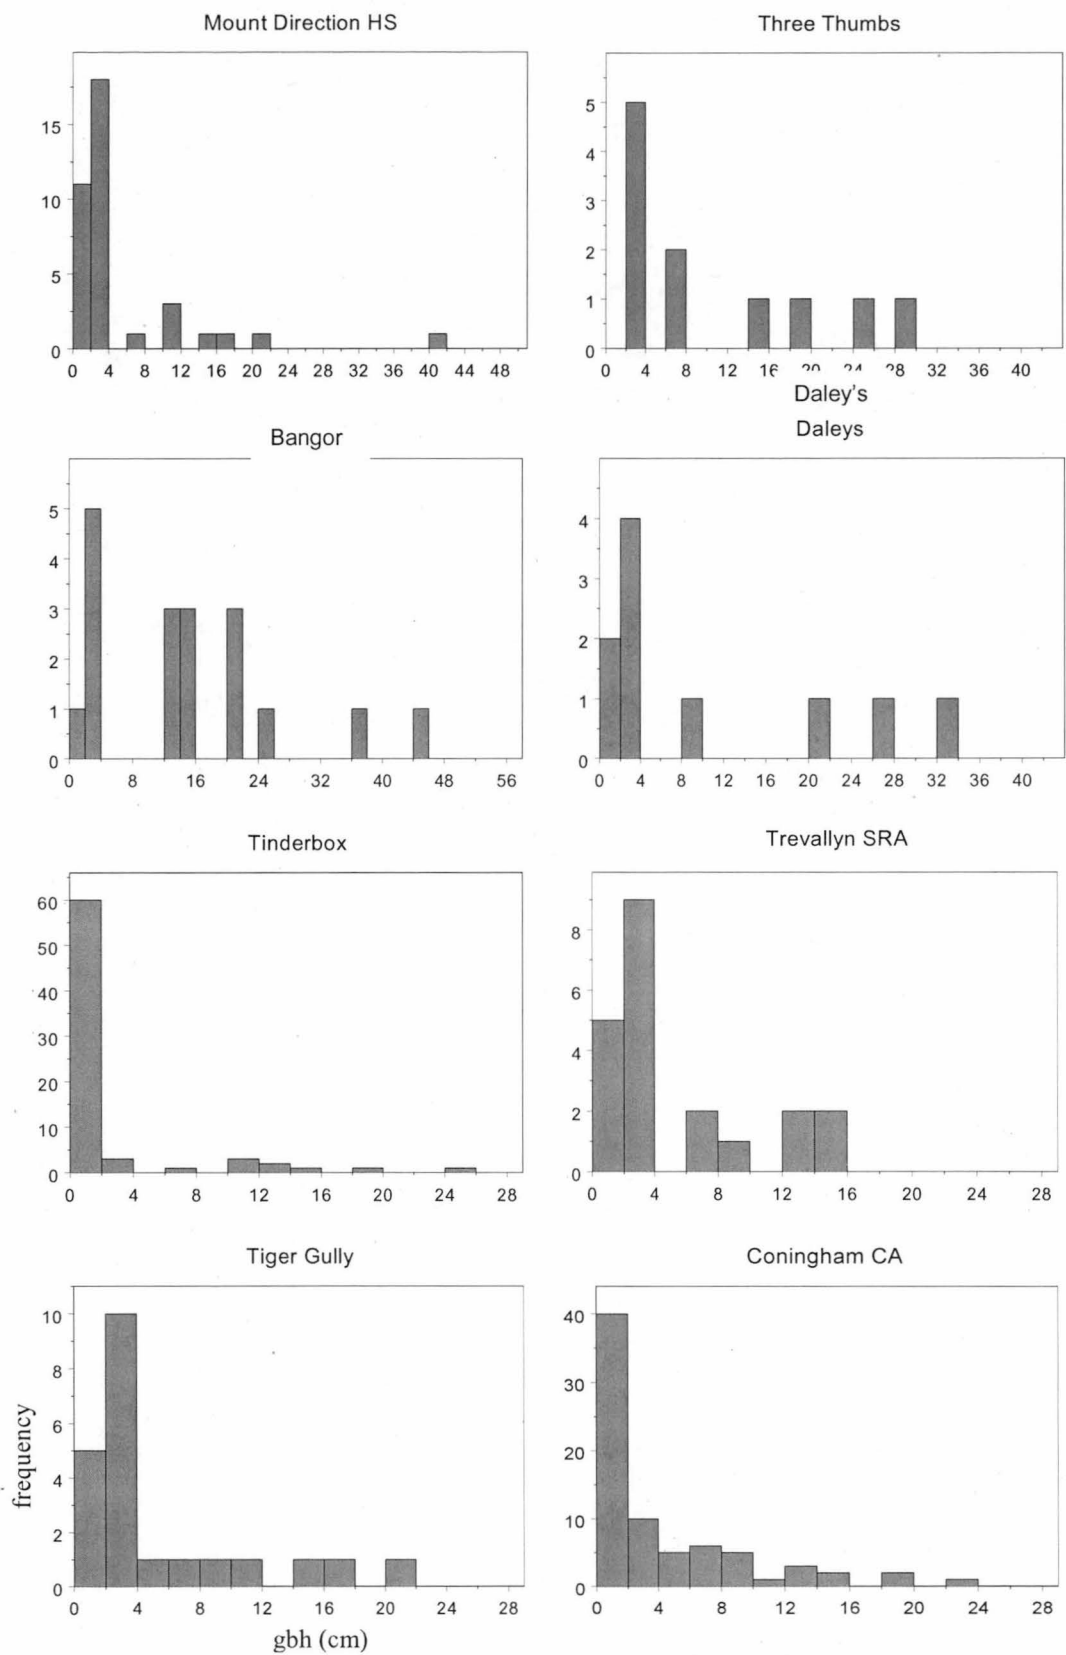 Mount Direction HS
15
10
5
0
0 4 8 12 16 20 24 28 32 36 40 44 48
Three Thumbs
5
4
3
2
1
0
0 4 8 12 16 20 24 28 32 36 40
Daley's
Bangor
5
4
3
2
1
0
0 8 16 24 32 40 48 56
Daleys
4
3
2
1
0
0 4 8 12 16 20 24 28 32 36 40
Tinderbox
60
50
40
30
20
10
0
0 4 8 12 16 20 24 28
Trevallyn SRA
8
6
4
2
0
0 4 8 12 16 20 24 28
Tiger Gully
frequency
10
8
6
4
2
0
0 4 8 12 16 20 24 28
gbh (cm)
Coningham CA
40
30
20
10
0
0 4 8 12 16 20 24 28